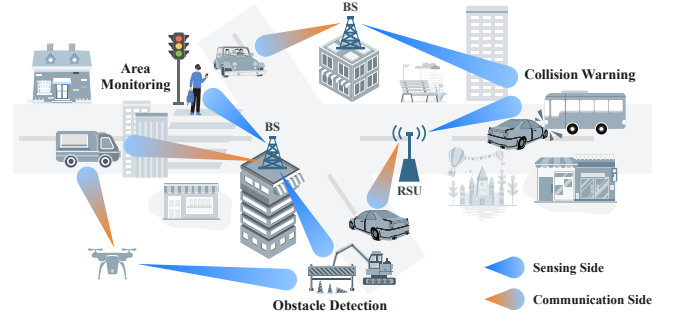 BS
Area
Monitoring
Collision Warning
BS
RSU
Sensing Side
Communication Side
Obstacle Detection